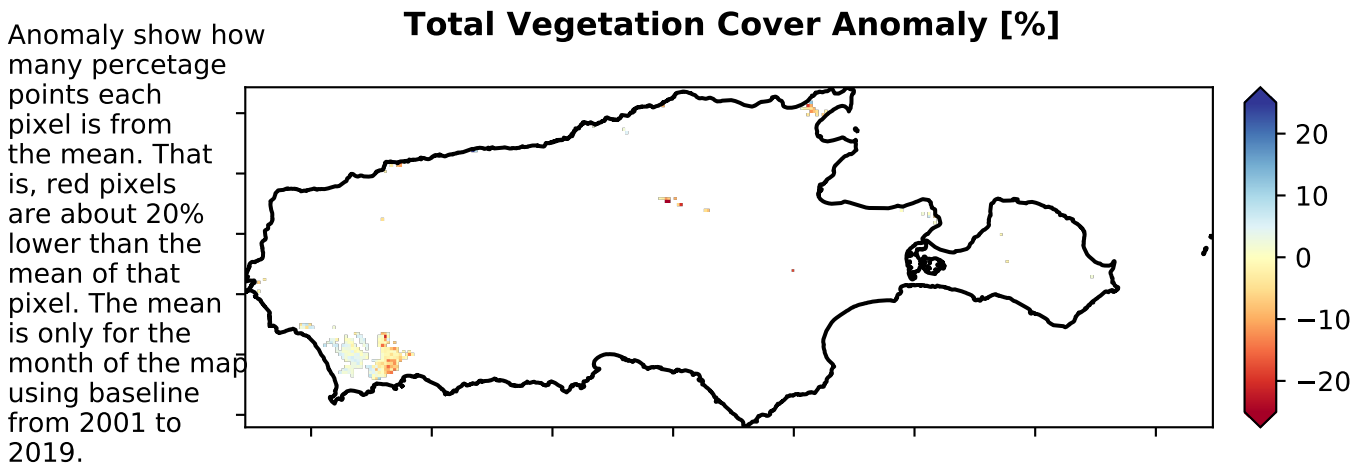 Total Vegetation Cover Anomaly [%]
Anomaly show how
many percetage
points each
pixel is from
the mean. That
is, red pixels
are about 20%
lower than the
mean of that
pixel. The mean
is only for the
month of the map
using baseline
from 2001 to
2019.
20
10
0
−10
−20